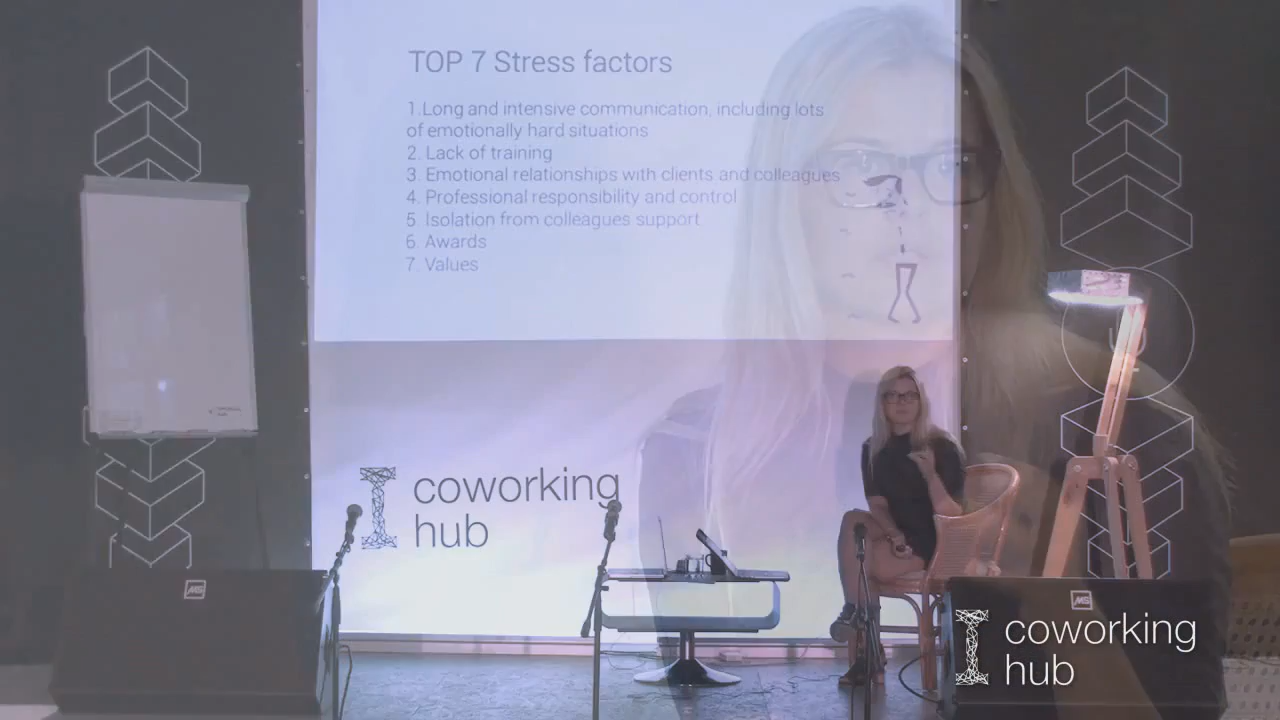 TOP 7 Stress factors
1.Long and intensive communication, including lots
of emotionally hard situations
2. Lack of training
3. Emotional relationships with clients and colleagues
4. Professional responsibility and control
5. Isolation from colleagues support
6. Awards
7. Values
coworking
hub
coworking
hub